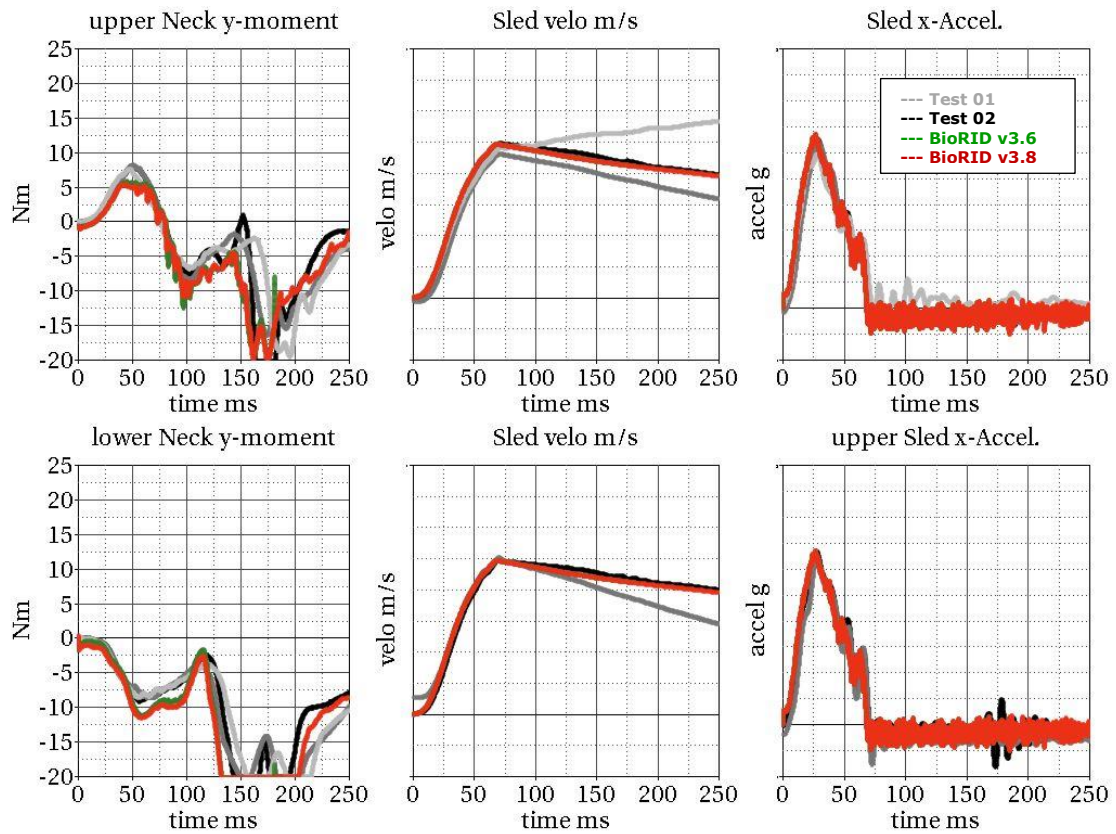 upper Neck y-moment
Sled velo m/s
Sled x-Accel.
25
20
15
10
5
0
-5
-10
-15
-20
Nm
0 50 100 150 200 250
time ms
velo m/s
0 50 100 150 200 250
time ms
accel g
--- Test 01
--- Test 02
--- BioRID v3.6
--- BioRID v3.8
0 50 100 150 200 250
time ms
lower Neck y-moment
Sled velo m/s
upper Sled x-Accel.
25
20
15
10
5
0
-5
-10
-15
-20
Nm
0 50 100 150 200 250
time ms
velo m/s
0 50 100 150 200 250
time ms
accel g
0 50 100 150 200 250
time ms